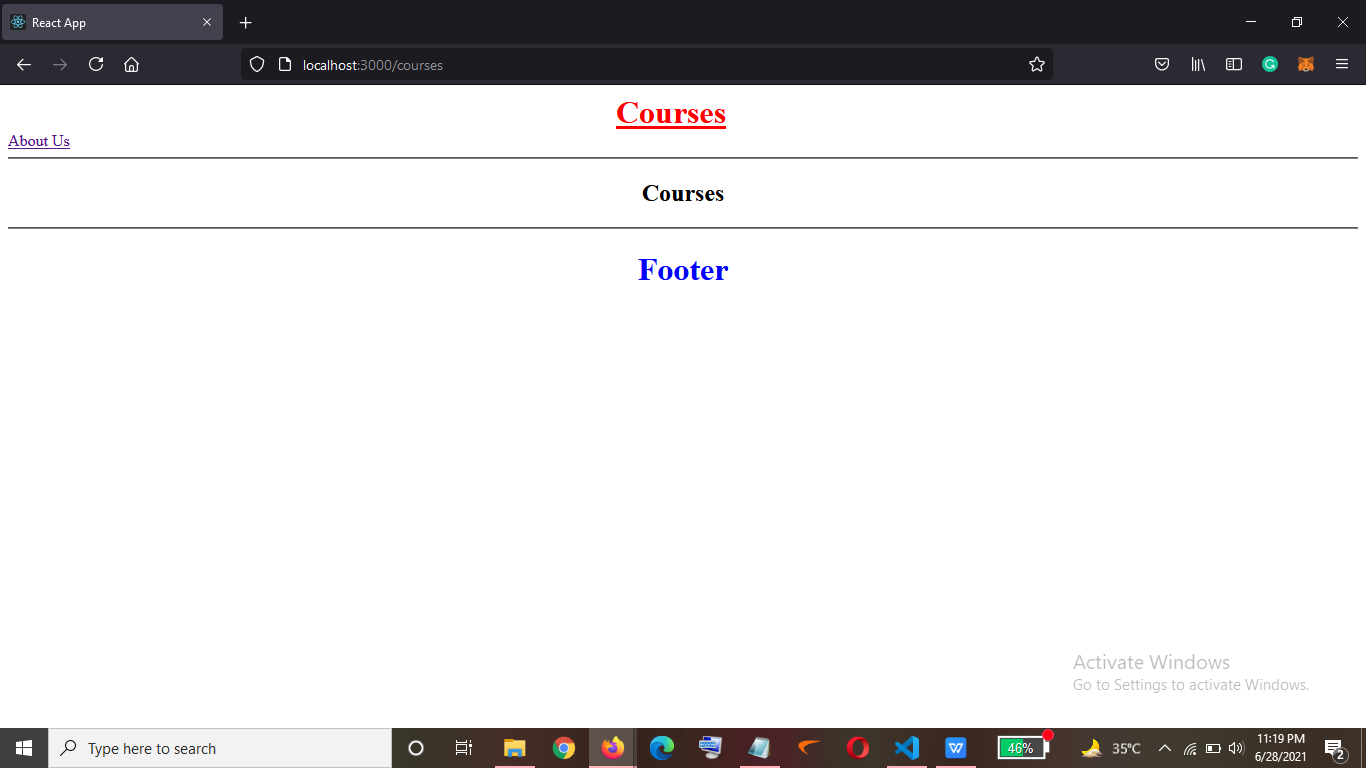 React App
localhost:3000/courses
Courses
About Us
Courses
Footer
Activate Windows
Go to Settings to activate Windows.
Type here to search
46%
35°C
11:19 PM
6/28/2021
2